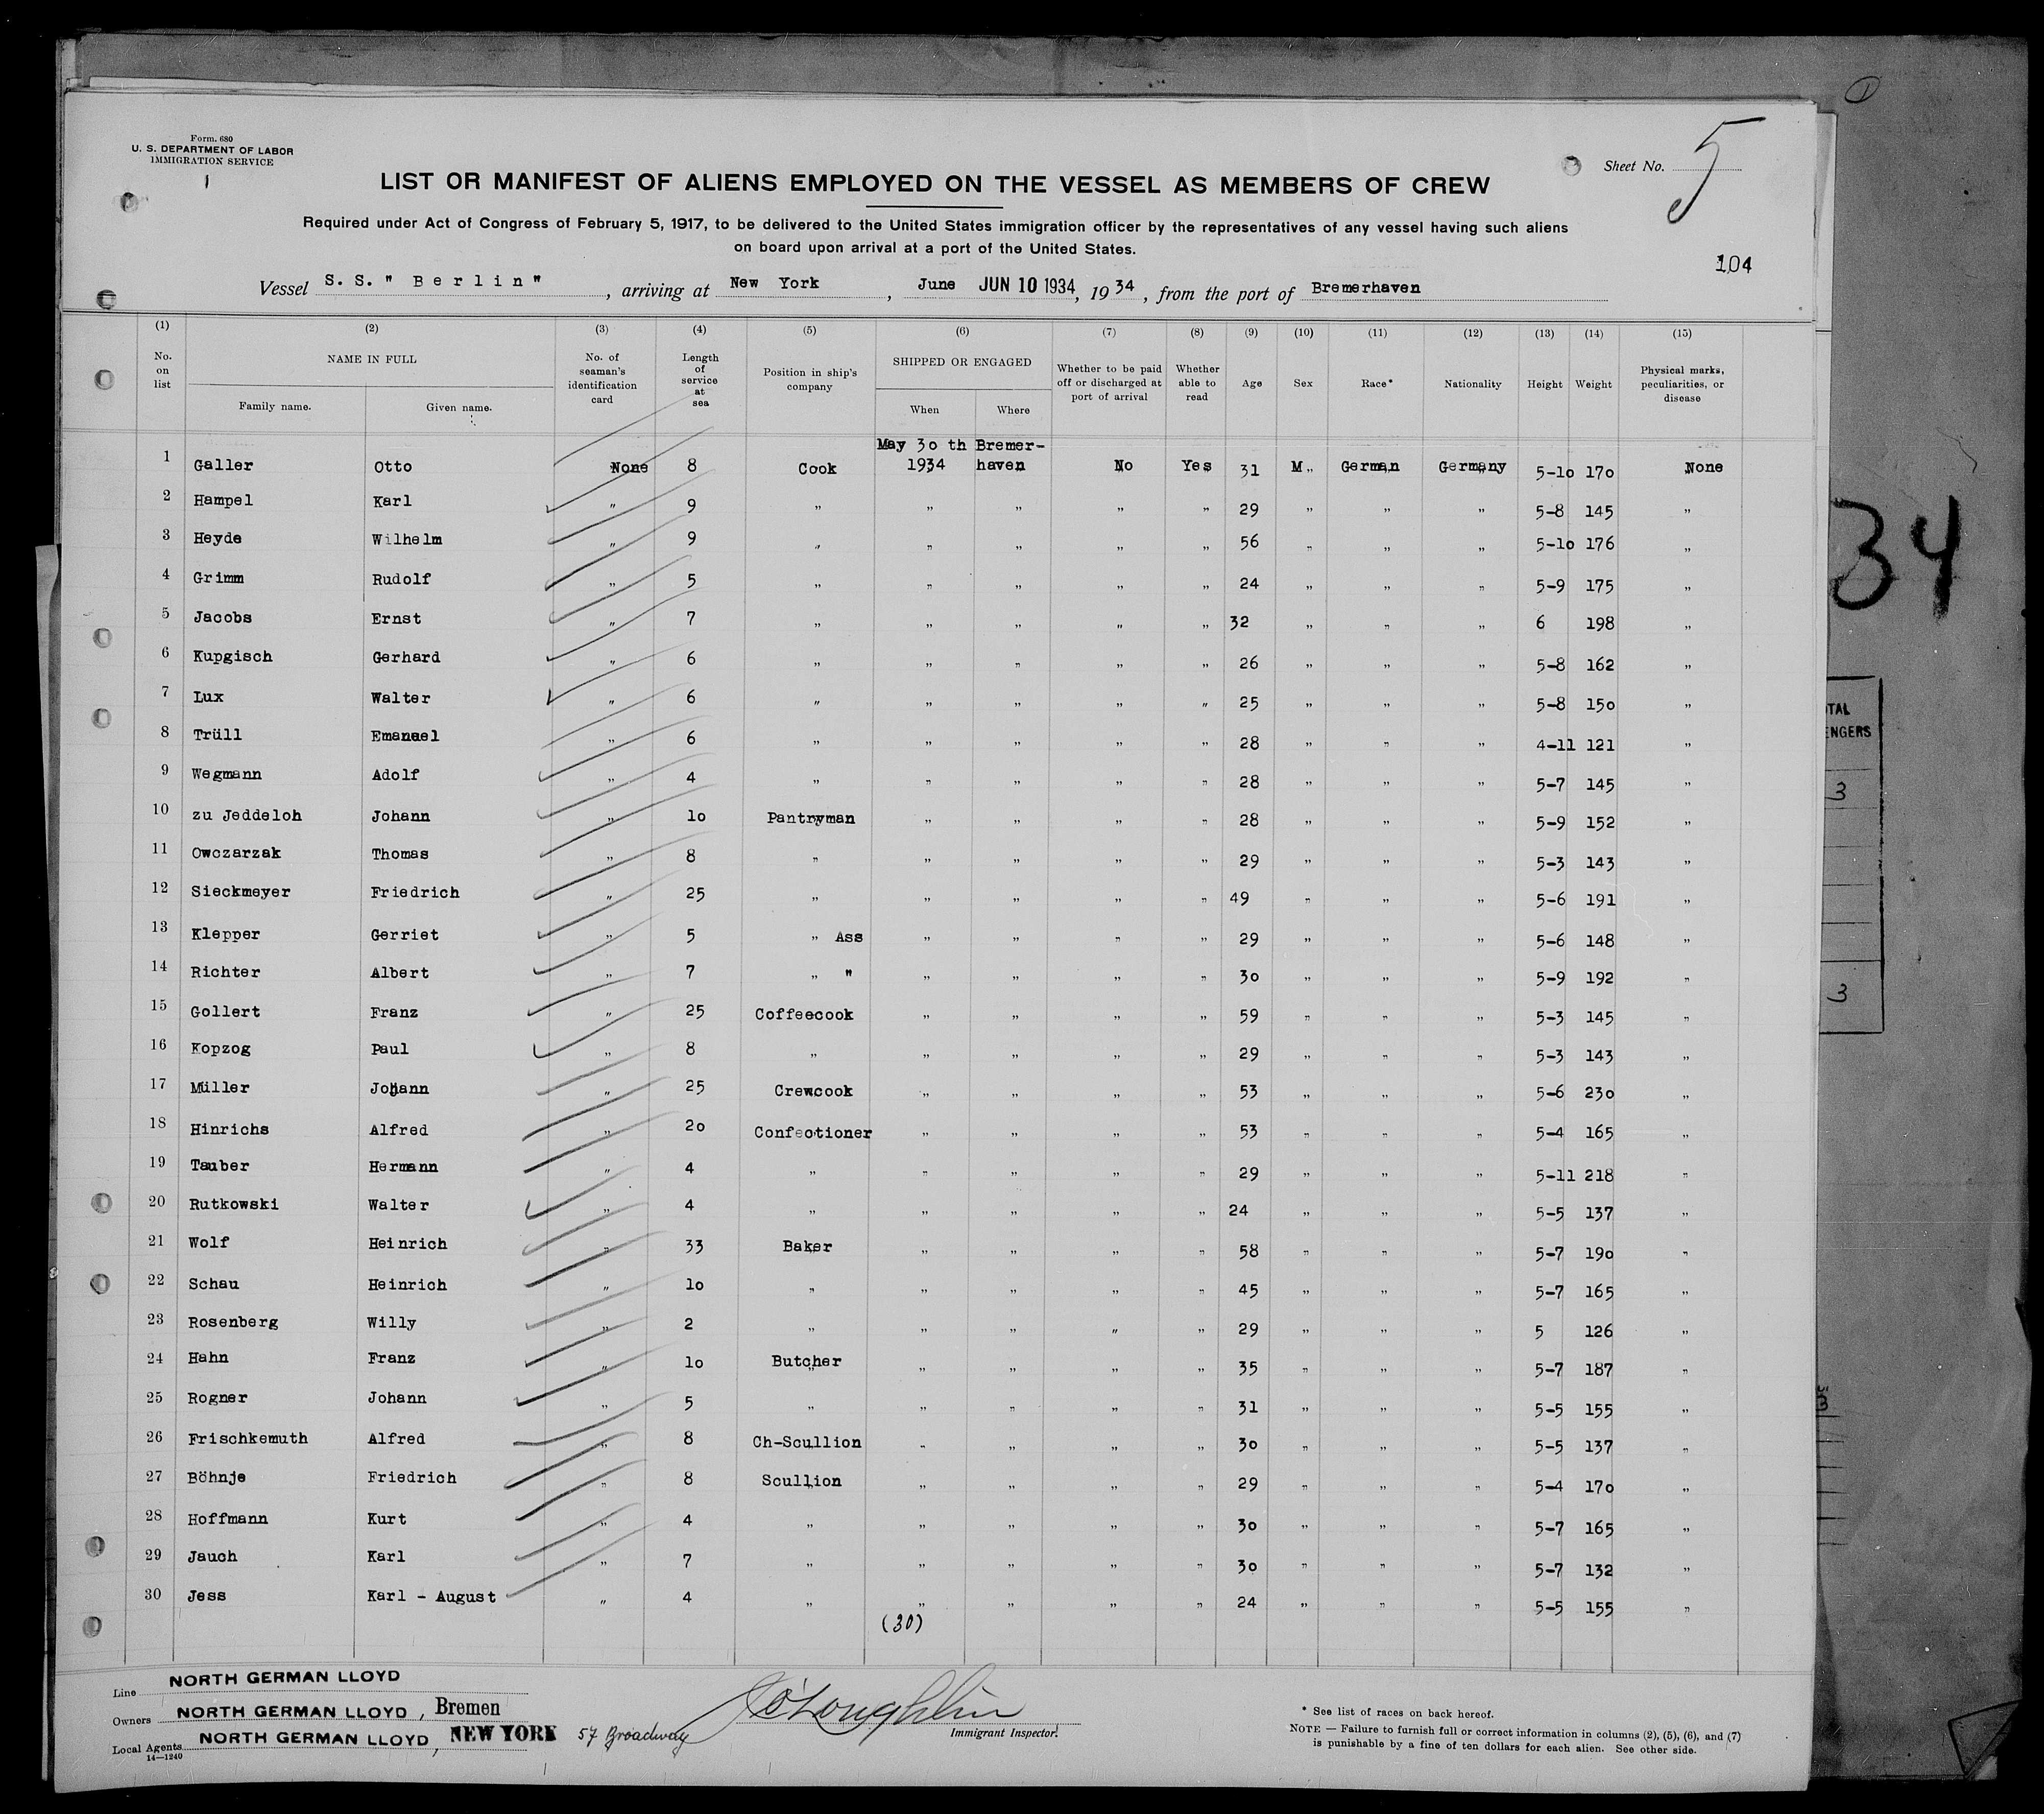 Form. 680
U. S. DEPARTMENT OF LABOR
IMMIGRATION SERVICE
1
Sheet No. 5
LIST OR MANIFEST OF ALIENS EMPLOYED ON THE VESSEL AS MEMBERS OF CREW
Required under Act of Congress of February 5, 1917, to be delivered to the United States immigration officer by the representatives of any vessel having such aliens
on board upon arrival at a port of the United States.
104
Vessel S. S. " B e r l i n " , arriving at New York , June JUN 10 1934, 19 34 , from the port of Bremerhaven
(1) (2) (3) (4) (5) (6) (7) (8) (9) (10) (11) (12) (13) (14) (15)
No. on list NAME IN FULL Family name. Given name. No. of seaman's identification card Length of service at sea Position in ship's company SHIPPED OR ENGAGED When Where Whether to be paid off or discharged at port of arrival Whether able to read Age Sex Race* Nationality Height Weight Physical marks, peculiarities, or disease
May 30 th Bremer-
1 Galler Otto None 8 Cook 1934 haven No Yes 31 M German Germany 5-10 170 None
2 Hampel Karl " 9 " " " " " 29 " " " 5-8 145 "
3 Heyde Wilhelm " 9 " " " " " 56 " " " 5-10 176 "
4 Grimm Rudolf " 5 " " " " " 24 " " " 5-9 175 "
5 Jacobs Ernst " 7 " " " " " 32 " " " 6 198 "
6 Kupgisch Gerhard " 6 " " " " " 26 " " " 5-8 162 "
7 Lux Walter " 6 " " " " " 25 " " " 5-8 150 "
8 Trüll Emanuel " 6 " " " " " 28 " " " 4-11 121 "
9 Wegmann Adolf " 4 " " " " " 28 " " " 5-7 145 "
10 zu Jeddeloh Johann " 10 Pantryman " " " " 28 " " " 5-9 152 "
11 Owczarzak Thomas " 8 " " " " " 29 " " " 5-3 143 "
12 Sieckmeyer Friedrich " 25 " " " " " 49 " " " 5-6 191 "
13 Klepper Gerriet " 5 " Ass " " " " 29 " " " 5-6 148 "
14 Richter Albert " 7 " " " " " " 30 " " " 5-9 192 "
15 Gollert Franz " 25 Coffeecook " " " " 59 " " " 5-3 145 "
16 Kopzog Paul " 8 " " " " " 29 " " " 5-3 143 "
17 Müller Johann " 25 Crewcook " " " " 53 " " " 5-6 230 "
18 Hinrichs Alfred " 20 Confectioner " " " " 53 " " " 5-4 165 "
19 Tauber Hermann " 4 " " " " " 29 " " " 5-11 218 "
20 Rutkowski Walter " 4 " " " " " 24 " " " 5-5 137 "
21 Wolf Heinrich " 33 Baker " " " " 58 " " " 5-7 190 "
22 Schau Heinrich " 10 " " " " " 45 " " " 5-7 165 "
23 Rosenberg Willy " 2 " " " " " 29 " " " 5 126 "
24 Hahn Franz " 10 Butcher " " " " 35 " " " 5-7 187 "
25 Rogner Johann " 5 " " " " " 31 " " " 5-5 155 "
26 Frischkemuth Alfred " 8 Ch-Scullion " " " " 30 " " " 5-5 137 "
27 Böhnje Friedrich " 8 Scullion " " " " 29 " " " 5-4 170 "
28 Hoffmann Kurt " 4 " " " " " 30 " " " 5-7 165 "
29 Jauch Karl " 7 " " " " " 30 " " " 5-7 132 "
30 Jess Karl - August " 4 " " " " " 24 " " " 5-5 155 "
(30)
Line NORTH GERMAN LLOYD
Owners NORTH GERMAN LLOYD , Bremen
Local Agents NORTH GERMAN LLOYD , NEW YORK 57 Broadway
14—1240
O'Loughlin
Immigrant Inspector.
* See list of races on back hereof.
NOTE — Failure to furnish full or correct information in columns (2), (5), (6), and (7)
is punishable by a fine of ten dollars for each alien. See other side.
34
TAL
ENGERS
3
3